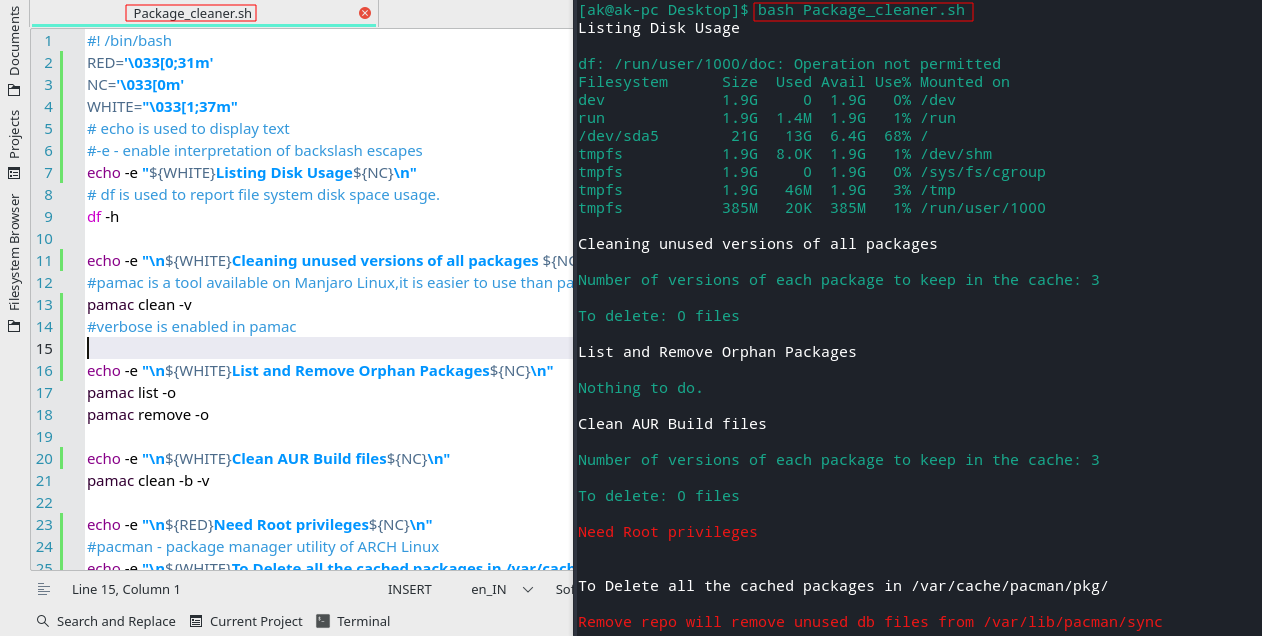 Documents
Projects
Filesystem Browser
Package_cleaner.sh
1 #! /bin/bash
2 RED='\033[0;31m'
3 NC='\033[0m'
4 WHITE="\033[1;37m"
5 # echo is used to display text
6 #-e - enable interpretation of backslash escapes
7 echo -e "${WHITE}Listing Disk Usage${NC}\n"
8 # df is used to report file system disk space usage.
9 df -h
10
11 echo -e "\n${WHITE}Cleaning unused versions of all packages ${NC
12 #pamac is a tool available on Manjaro Linux,it is easier to use than pa
13 pamac clean -v
14 #verbose is enabled in pamac
15
16 echo -e "\n${WHITE}List and Remove Orphan Packages${NC}\n"
17 pamac list -o
18 pamac remove -o
19
20 echo -e "\n${WHITE}Clean AUR Build files${NC}\n"
21 pamac clean -b -v
22
23 echo -e "\n${RED}Need Root privileges${NC}\n"
24 #pacman - package manager utility of ARCH Linux
25 echo -e "\n${WHITE}To Delete all the cached packages in /var/cach
Line 15, Column 1 INSERT en_IN Sof
Search and Replace Current Project Terminal
[ak@ak-pc Desktop]$ bash Package_cleaner.sh
Listing Disk Usage
df: /run/user/1000/doc: Operation not permitted
Filesystem Size Used Avail Use% Mounted on
dev 1.9G 0 1.9G 0% /dev
run 1.9G 1.4M 1.9G 1% /run
/dev/sda5 21G 13G 6.4G 68% /
tmpfs 1.9G 8.0K 1.9G 1% /dev/shm
tmpfs 1.9G 0 1.9G 0% /sys/fs/cgroup
tmpfs 1.9G 46M 1.9G 3% /tmp
tmpfs 385M 20K 385M 1% /run/user/1000
Cleaning unused versions of all packages
Number of versions of each package to keep in the cache: 3
To delete: 0 files
List and Remove Orphan Packages
Nothing to do.
Clean AUR Build files
Number of versions of each package to keep in the cache: 3
To delete: 0 files
Need Root privileges
To Delete all the cached packages in /var/cache/pacman/pkg/
Remove repo will remove unused db files from /var/lib/pacman/sync